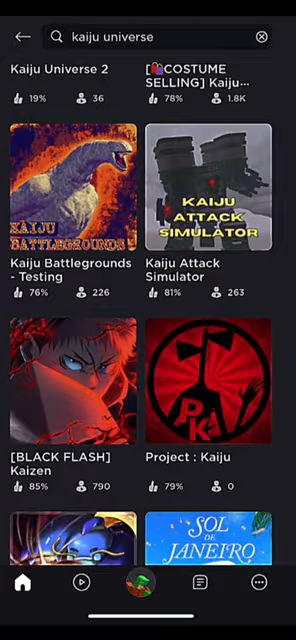 kaiju universe
Kaiju Universe 2
[🛍️COSTUME
SELLING] Kaiju...
19% 36
78% 1.8K
KAIJU
BATTLEGROUNDS
KAIJU
ATTACK
SIMULATOR
Kaiju Battlegrounds
- Testing
Kaiju Attack
Simulator
76% 226
81% 263
PKI
[BLACK FLASH]
Kaizen
Project : Kaiju
85% 790
79% 0
SOL
DE
JANEIRO